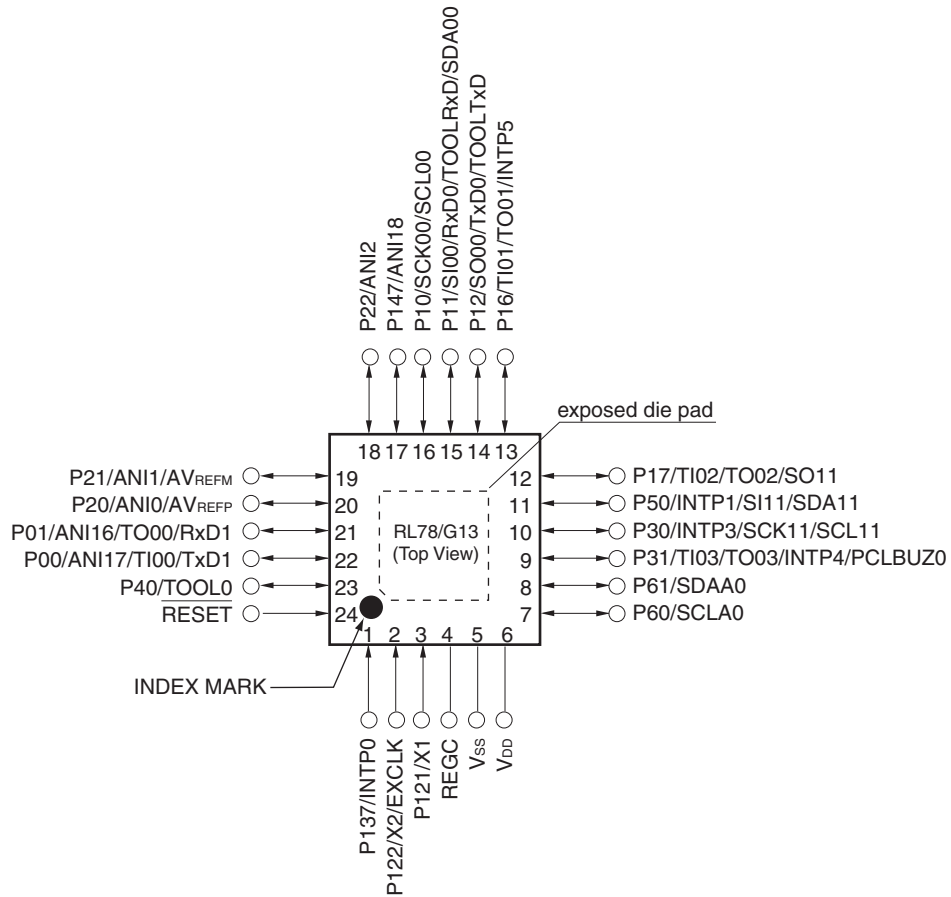 P22/ANI2
P147/ANI18
P10/SCK00/SCL00
P11/SI00/RxD0/TOOLRxD/SDA00
P12/SO00/TxD0/TOOLTxD
P16/TI01/TO01/INTP5
exposed die pad
18 17 16 15 14 13
P21/ANI1/AVREFM 19
P20/ANI0/AVREFP 20
P01/ANI16/TO00/RxD1 21
P00/ANI17/TI00/TxD1 22
P40/TOOL0 23
RESET 24
RL78/G13
(Top View)
12 P17/TI02/TO02/SO11
11 P50/INTP1/SI11/SDA11
10 P30/INTP3/SCK11/SCL11
9 P31/TI03/TO03/INTP4/PCLBUZ0
8 P61/SDAA0
7 P60/SCLA0
1 2 3 4 5 6
INDEX MARK
P137/INTP0
P122/X2/EXCLK
P121/X1
REGC
VSS
VDD